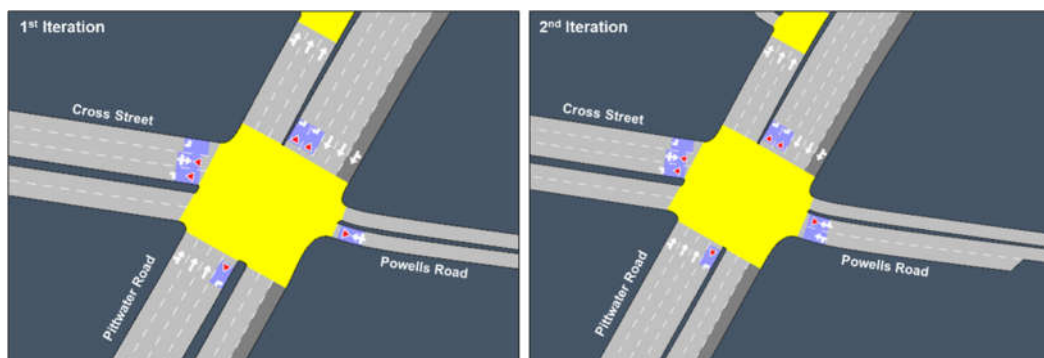 1st Iteration
Cross Street
Pittwater Road
Powells Road
2nd Iteration
Cross Street
Pittwater Road
Powells Road